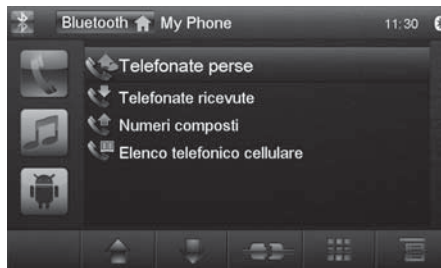 Bluetooth My Phone 11:30
Telefonate perse
Telefonate ricevute
Numeri composti
Elenco telefonico cellulare